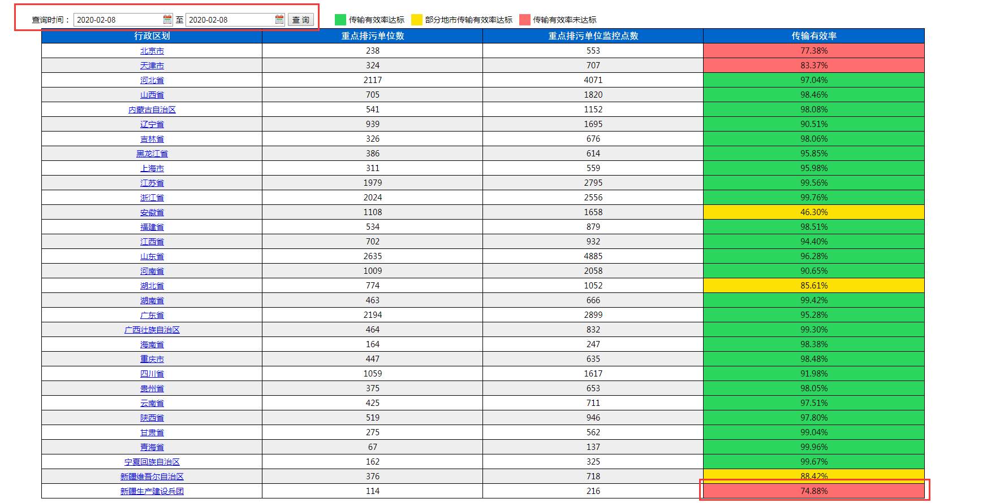 查询时间： 2020-02-08 至 2020-02-08 查 询 传输有效率达标 部分地市传输有效率达标 传输有效率未达标
行政区划 重点排污单位数 重点排污单位监控点数 传输有效率
北京市 238 553 77.38%
天津市 324 707 83.37%
河北省 2117 4071 97.04%
山西省 705 1820 98.46%
内蒙古自治区 541 1152 98.08%
辽宁省 939 1695 90.51%
吉林省 326 676 98.06%
黑龙江省 386 614 95.85%
上海市 311 559 95.98%
江苏省 1979 2795 99.56%
浙江省 2024 2556 99.76%
安徽省 1108 1658 46.30%
福建省 534 879 98.51%
江西省 702 932 94.40%
山东省 2635 4885 96.28%
河南省 1009 2058 90.65%
湖北省 774 1052 85.61%
湖南省 463 666 99.42%
广东省 2194 2899 95.28%
广西壮族自治区 464 832 99.30%
海南省 164 247 98.38%
重庆市 447 635 98.48%
四川省 1059 1617 91.98%
贵州省 375 653 98.05%
云南省 425 711 97.51%
陕西省 519 946 97.80%
甘肃省 275 562 99.04%
青海省 67 137 99.96%
宁夏回族自治区 162 325 99.67%
新疆维吾尔自治区 376 718 88.42%
新疆生产建设兵团 114 216 74.88%